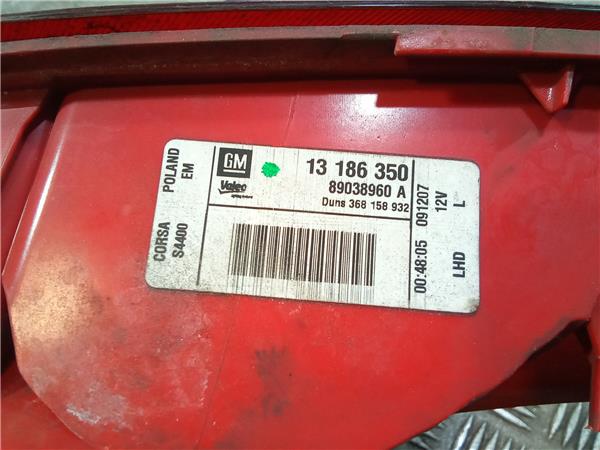 GM
Valeo
13 186 350
89038960 A
Duns 368 158 932
CORSA POLAND
S4400 EM
00:48:05 091207
LHD 12V L